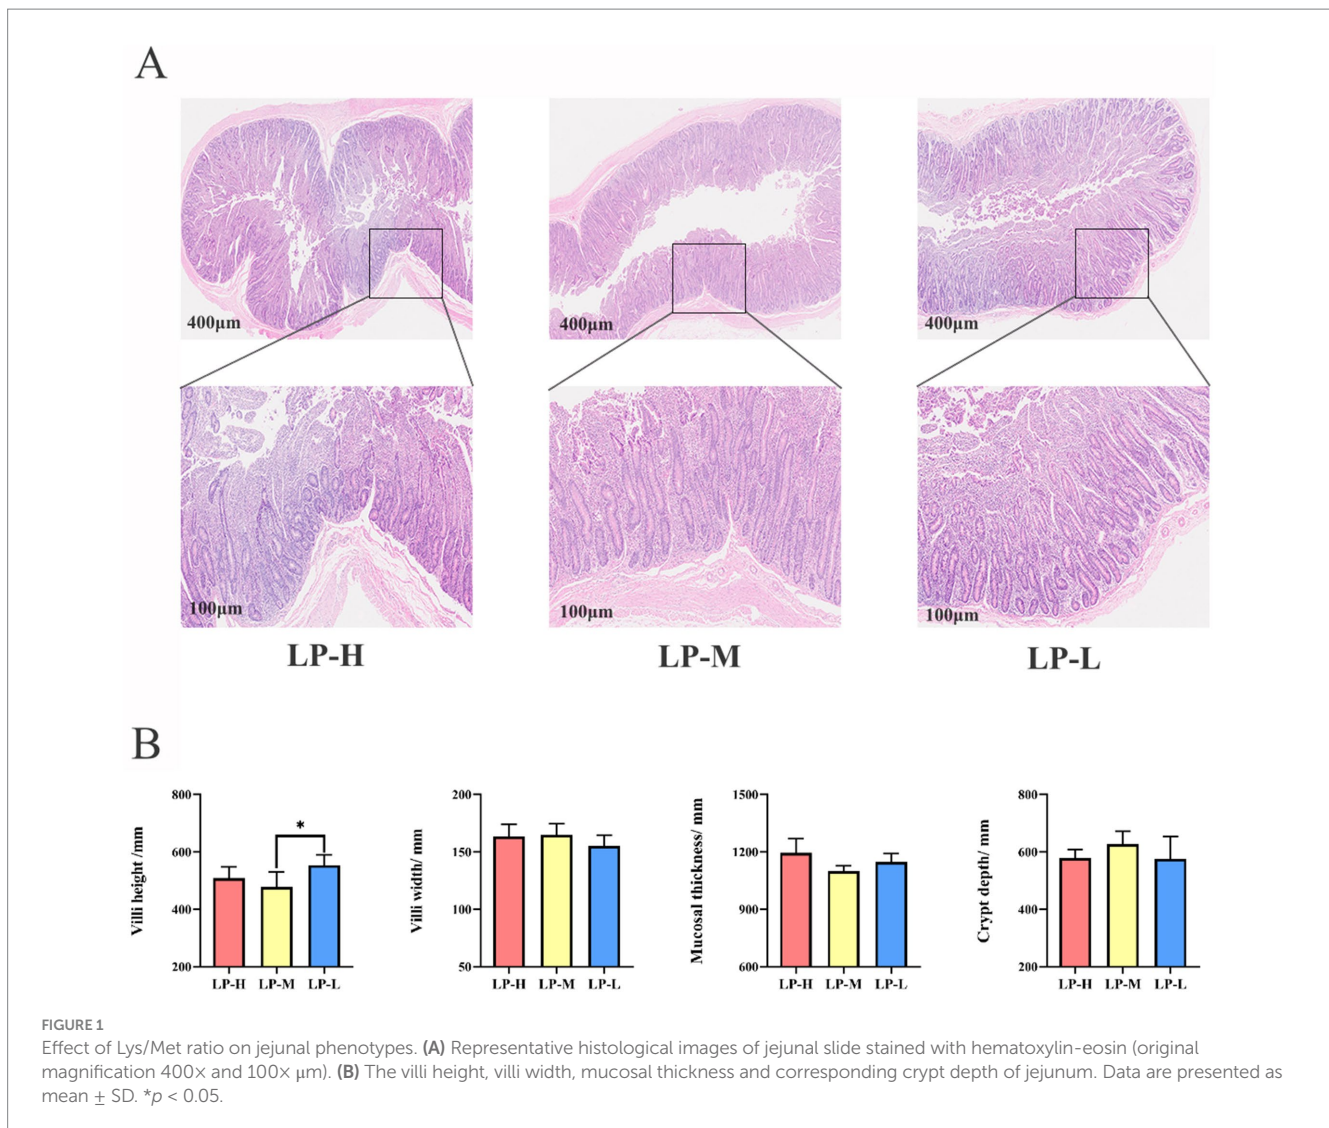 A
400μm
400μm
400μm
100μm
100μm
100μm
LP-H
LP-M
LP-L
B
Villi height /mm
800
600
400
200
*
LP-H LP-M LP-L
Villi width/ mm
200
150
100
50
LP-H LP-M LP-L
Mucosal thickness/ mm
1500
1200
900
600
LP-H LP-M LP-L
Crypt depth/ mm
800
600
400
200
LP-H LP-M LP-L
FIGURE 1
Effect of Lys/Met ratio on jejunal phenotypes. (A) Representative histological images of jejunal slide stained with hematoxylin-eosin (original
magnification 400× and 100× μm). (B) The villi height, villi width, mucosal thickness and corresponding crypt depth of jejunum. Data are presented as
mean ± SD. *p < 0.05.